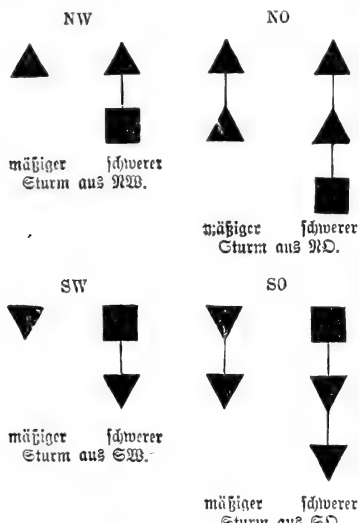 NW
NO
mäßiger schwerer
Sturm aus NW.
mäßiger schwerer
Sturm aus NO.
SW
SO
mäßiger schwerer
Sturm aus SW.
mäßiger schwerer
Sturm aus SO.